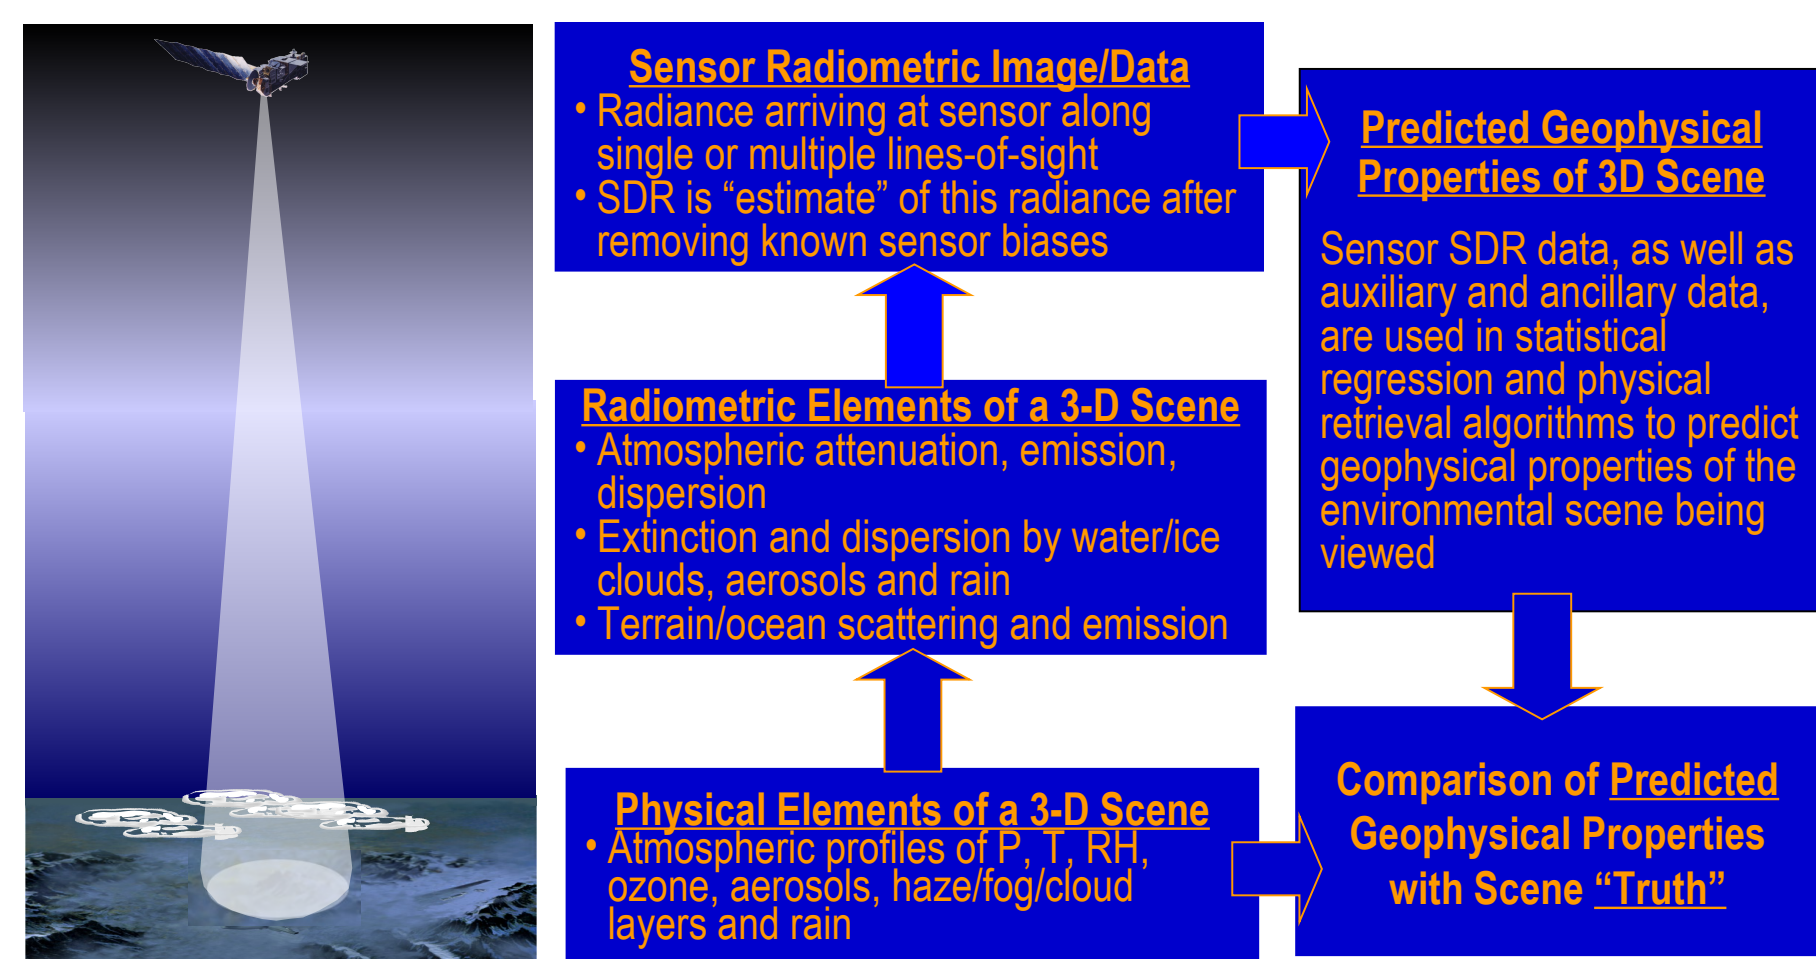 Sensor Radiometric Image/Data
• Radiance arriving at sensor along
single or multiple lines-of-sight
• SDR is “estimate” of this radiance after
removing known sensor biases
Radiometric Elements of a 3-D Scene
• Atmospheric attenuation, emission,
dispersion
• Extinction and dispersion by water/ice
clouds, aerosols and rain
• Terrain/ocean scattering and emission
Physical Elements of a 3-D Scene
• Atmospheric profiles of P, T, RH,
ozone, aerosols, haze/fog/cloud
layers and rain
Predicted Geophysical
Properties of 3D Scene
Sensor SDR data, as well as
auxiliary and ancillary data,
are used in statistical
regression and physical
retrieval algorithms to predict
geophysical properties of the
environmental scene being
viewed
Comparison of Predicted
Geophysical Properties
with Scene “Truth”